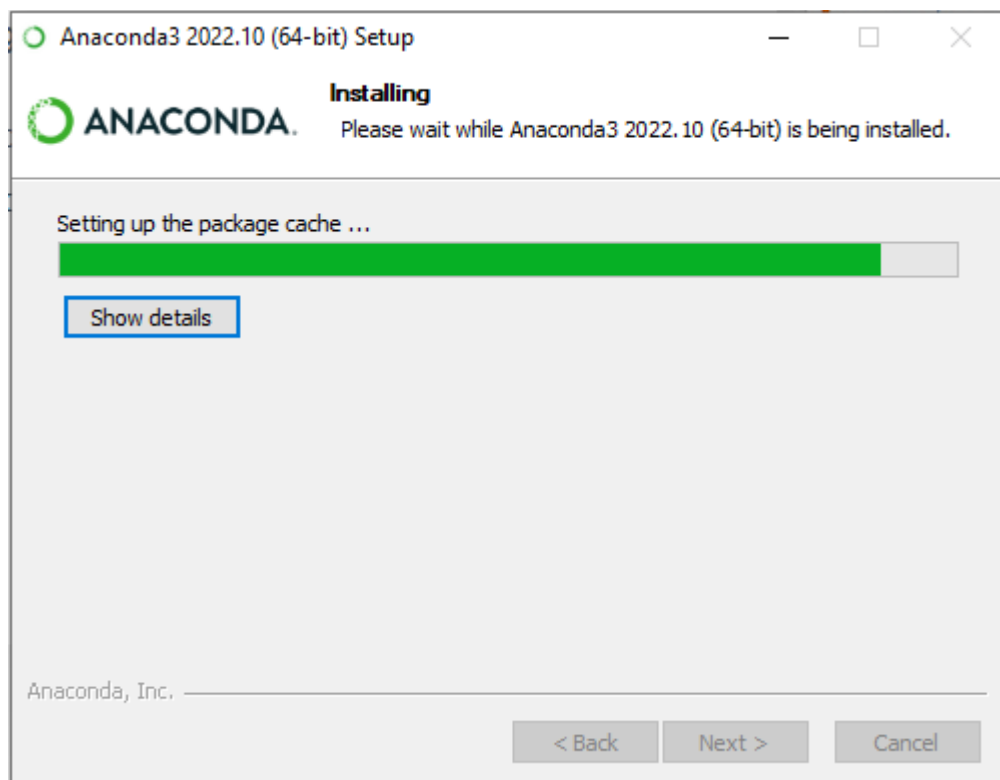 Anaconda3 2022.10 (64-bit) Setup
ANACONDA.
Installing
Please wait while Anaconda3 2022.10 (64-bit) is being installed.
Setting up the package cache ...
Show details
Anaconda, Inc.
< Back
Next >
Cancel